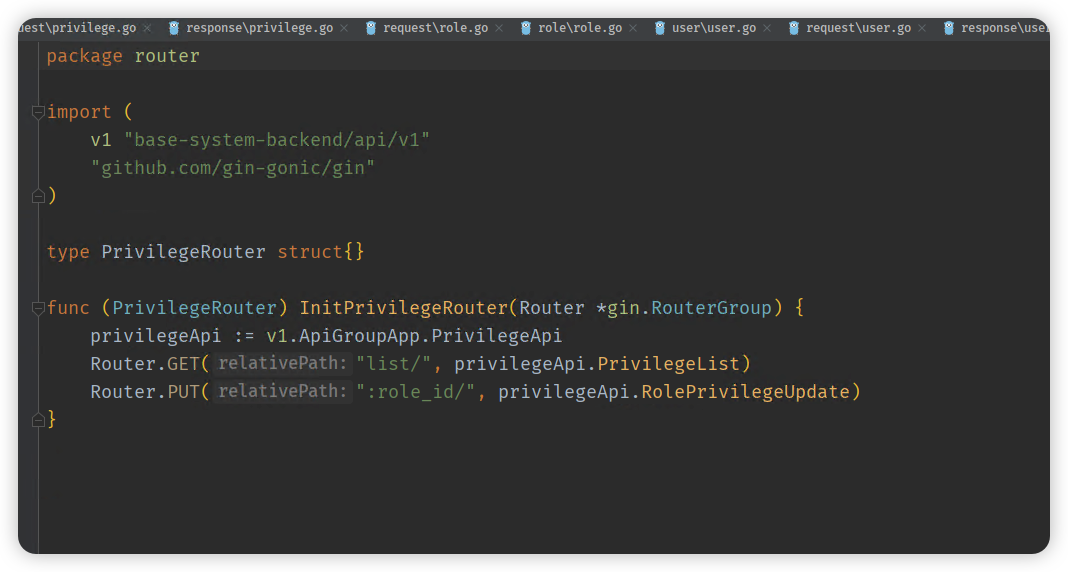 uest\privilege.go response\privilege.go request\role.go role\role.go user\user.go request\user.go response\user
package router
import (
v1 "base-system-backend/api/v1"
"github.com/gin-gonic/gin"
)
type PrivilegeRouter struct{}
func (PrivilegeRouter) InitPrivilegeRouter(Router *gin.RouterGroup) {
privilegeApi := v1.ApiGroupApp.PrivilegeApi
Router.GET( relativePath: "list/", privilegeApi.PrivilegeList)
Router.PUT( relativePath: ":role_id/", privilegeApi.RolePrivilegeUpdate)
}